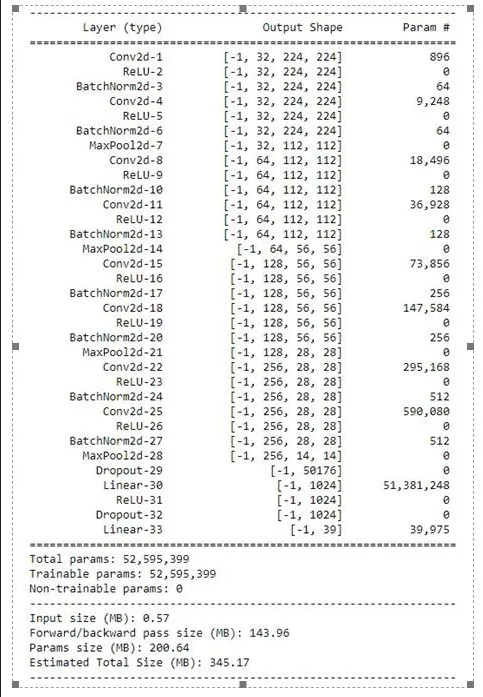 ----------------------------------------------------------------
Layer (type) Output Shape Param #
================================================================
Conv2d-1 [-1, 32, 224, 224] 896
ReLU-2 [-1, 32, 224, 224] 0
BatchNorm2d-3 [-1, 32, 224, 224] 64
Conv2d-4 [-1, 32, 224, 224] 9,248
ReLU-5 [-1, 32, 224, 224] 0
BatchNorm2d-6 [-1, 32, 224, 224] 64
MaxPool2d-7 [-1, 32, 112, 112] 0
Conv2d-8 [-1, 64, 112, 112] 18,496
ReLU-9 [-1, 64, 112, 112] 0
BatchNorm2d-10 [-1, 64, 112, 112] 128
Conv2d-11 [-1, 64, 112, 112] 36,928
ReLU-12 [-1, 64, 112, 112] 0
BatchNorm2d-13 [-1, 64, 112, 112] 128
MaxPool2d-14 [-1, 64, 56, 56] 0
Conv2d-15 [-1, 128, 56, 56] 73,856
ReLU-16 [-1, 128, 56, 56] 0
BatchNorm2d-17 [-1, 128, 56, 56] 256
Conv2d-18 [-1, 128, 56, 56] 147,584
ReLU-19 [-1, 128, 56, 56] 0
BatchNorm2d-20 [-1, 128, 56, 56] 256
MaxPool2d-21 [-1, 128, 28, 28] 0
Conv2d-22 [-1, 256, 28, 28] 295,168
ReLU-23 [-1, 256, 28, 28] 0
BatchNorm2d-24 [-1, 256, 28, 28] 512
Conv2d-25 [-1, 256, 28, 28] 590,080
ReLU-26 [-1, 256, 28, 28] 0
BatchNorm2d-27 [-1, 256, 28, 28] 512
MaxPool2d-28 [-1, 256, 14, 14] 0
Dropout-29 [-1, 50176] 0
Linear-30 [-1, 1024] 51,381,248
ReLU-31 [-1, 1024] 0
Dropout-32 [-1, 1024] 0
Linear-33 [-1, 39] 39,975
================================================================
Total params: 52,595,399
Trainable params: 52,595,399
Non-trainable params: 0
----------------------------------------------------------------
Input size (MB): 0.57
Forward/backward pass size (MB): 143.96
Params size (MB): 200.64
Estimated Total Size (MB): 345.17
----------------------------------------------------------------